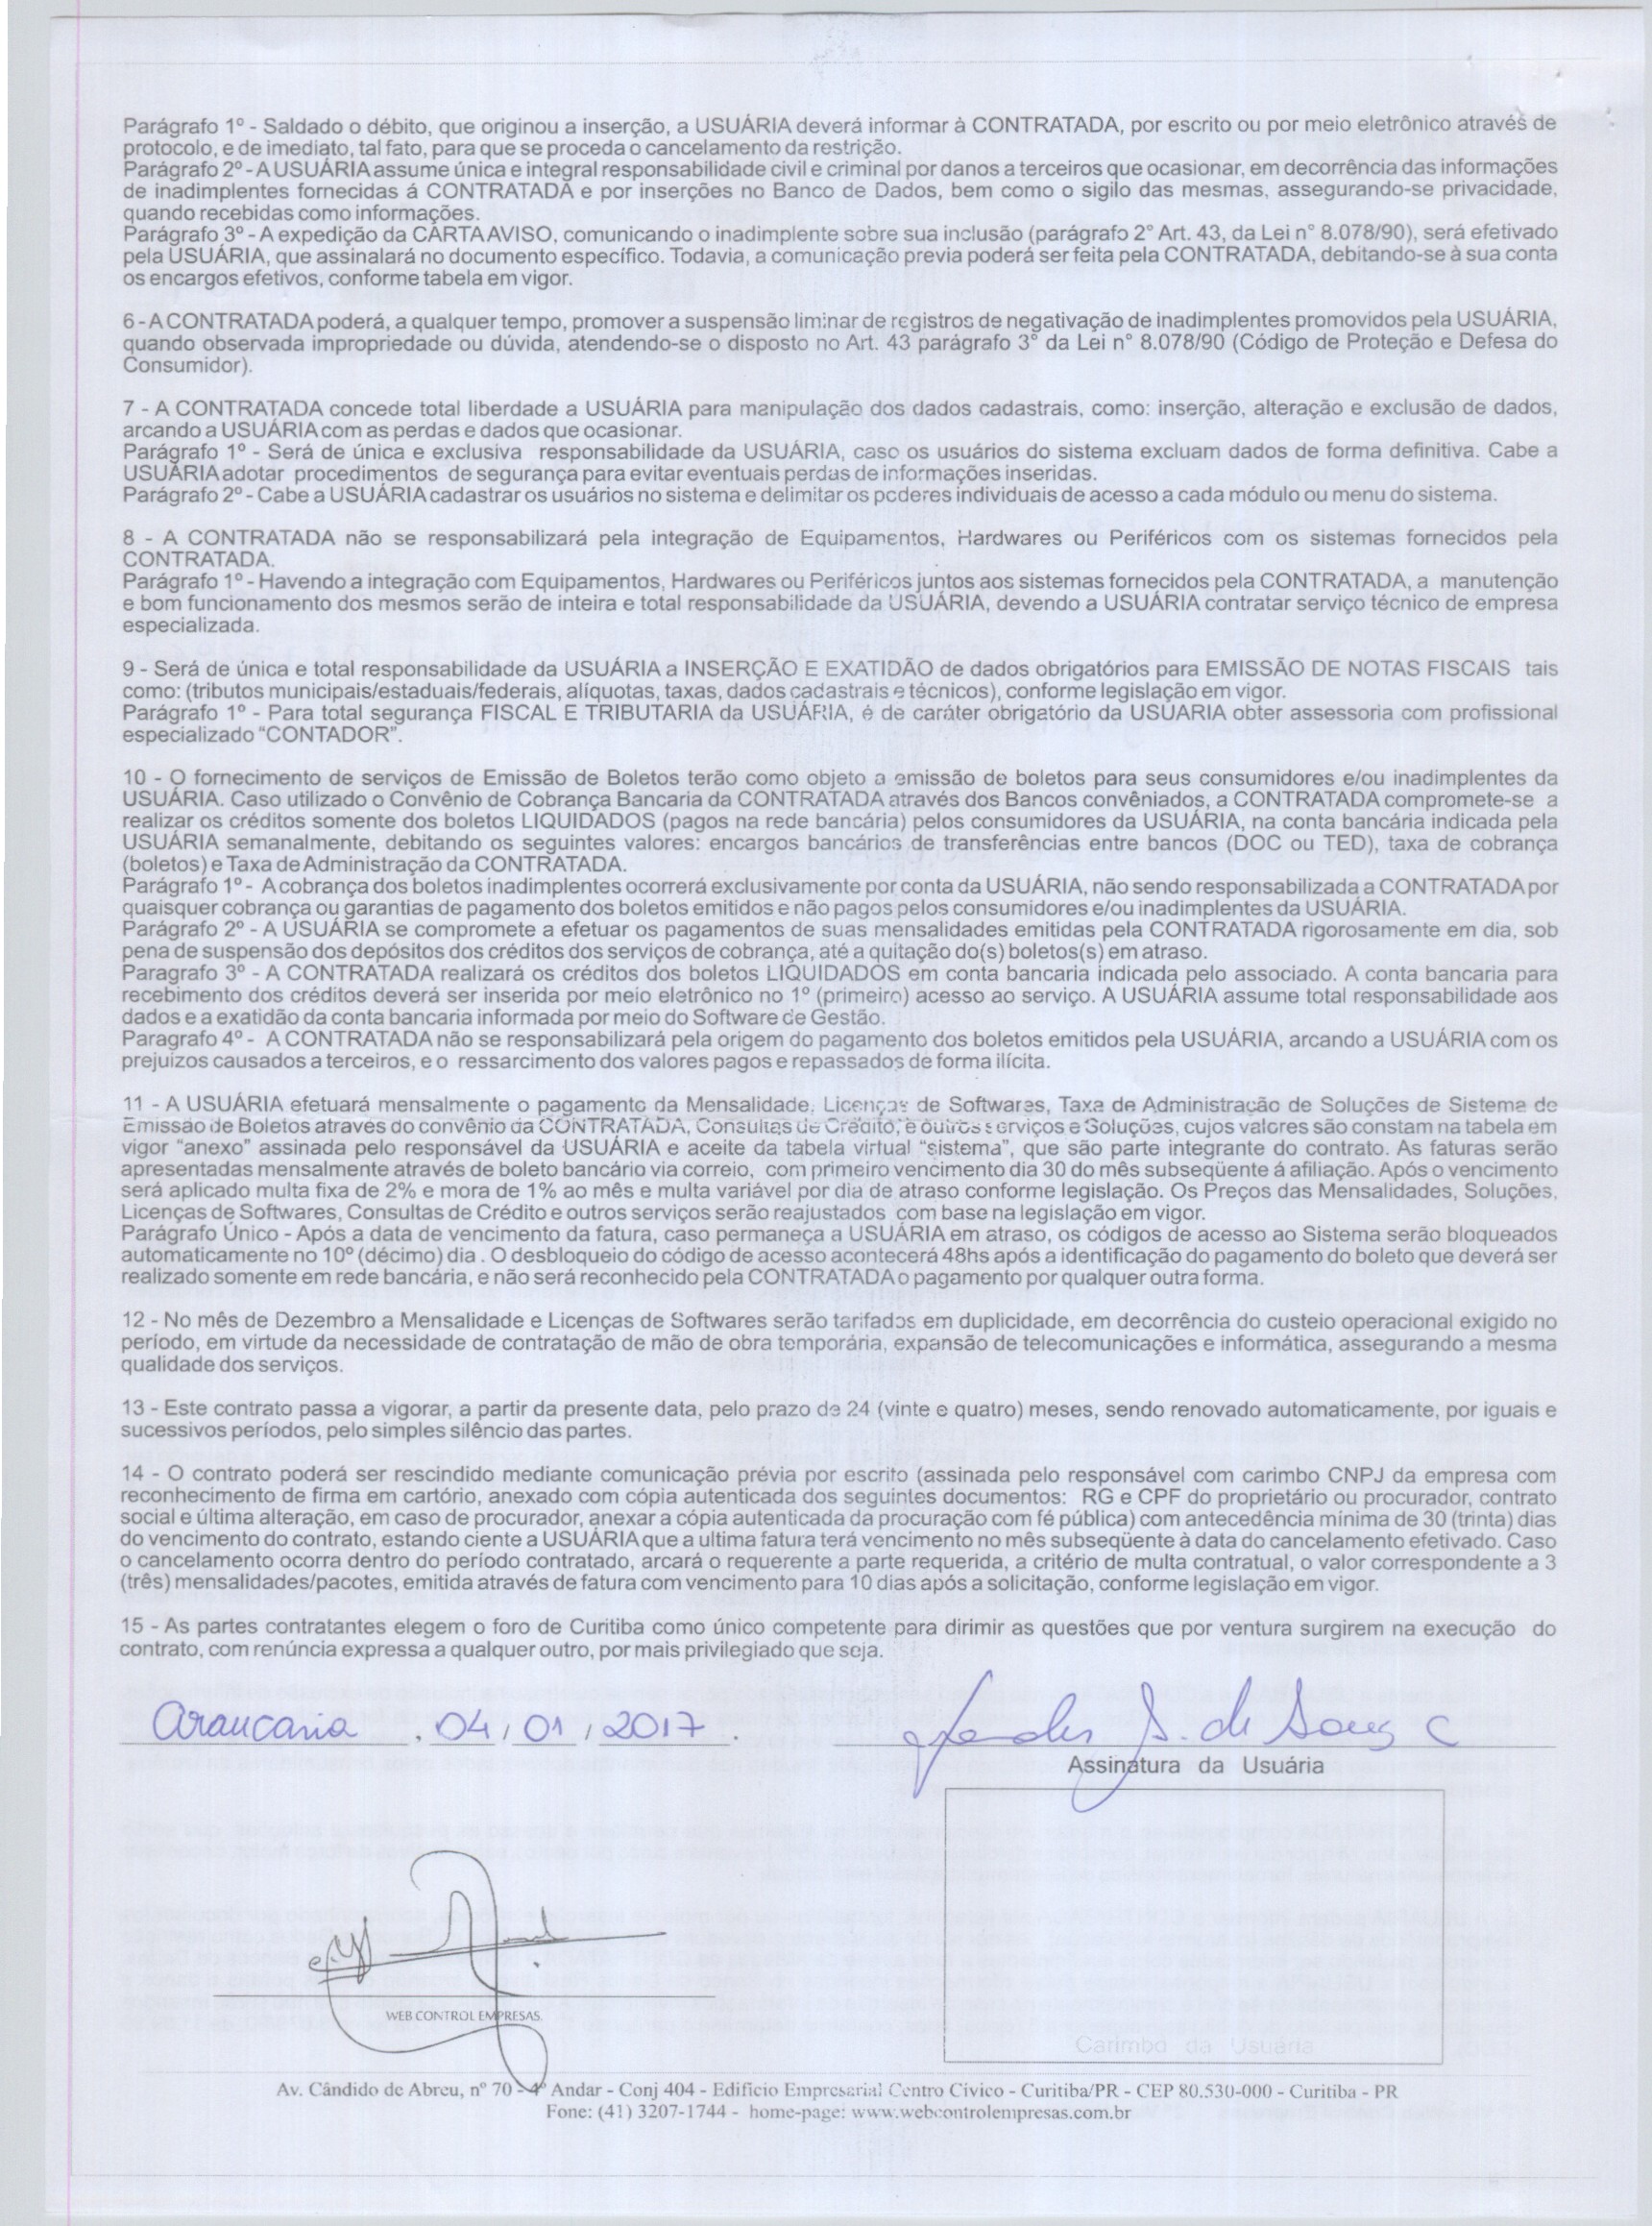 Parágrafo 1º - Saldado o débito, que originou a inserção, a USUÁRIA deverá informar à CONTRATADA, por escrito ou por meio eletrônico através de
protocolo, e de imediato, tal fato, para que se proceda o cancelamento da restrição.
Parágrafo 2º - A USUÁRIA assume única e integral responsabilidade civil e criminal por danos a terceiros que ocasionar, em decorrência das informações
de inadimplentes fornecidas á CONTRATADA e por inserções no Banco de Dados, bem como o sigilo das mesmas, assegurando-se privacidade,
quando recebidas como informações.
Parágrafo 3º - A expedição da CARTA AVISO, comunicando o inadimplente sobre sua inclusão (parágrafo 2° Art. 43, da Lei n° 8.078/90), será efetivado
pela USUÁRIA, que assinalará no documento específico. Todavia, a comunicação previa poderá ser feita pela CONTRATADA, debitando-se à sua conta
os encargos efetivos, conforme tabela em vigor.
6 - A CONTRATADA poderá, a qualquer tempo, promover a suspensão liminar de registros de negativação de inadimplentes promovidos pela USUÁRIA,
quando observada impropriedade ou dúvida, atendendo-se o disposto no Art. 43 parágrafo 3° da Lei n° 8.078/90 (Código de Proteção e Defesa do
Consumidor).
7 - A CONTRATADA concede total liberdade a USUÁRIA para manipulação dos dados cadastrais, como: inserção, alteração e exclusão de dados,
arcando a USUÁRIA com as perdas e dados que ocasionar.
Parágrafo 1º - Será de única e exclusiva responsabilidade da USUÁRIA, caso os usuários do sistema excluam dados de forma definitiva. Cabe a
USUÁRIA adotar procedimentos de segurança para evitar eventuais perdas de informações inseridas.
Parágrafo 2º - Cabe a USUÁRIA cadastrar os usuários no sistema e delimitar os poderes individuais de acesso a cada módulo ou menu do sistema.
8 - A CONTRATADA não se responsabilizará pela integração de Equipamentos, Hardwares ou Periféricos com os sistemas fornecidos pela
CONTRATADA.
Parágrafo 1º - Havendo a integração com Equipamentos, Hardwares ou Periféricos juntos aos sistemas fornecidos pela CONTRATADA, a manutenção
e bom funcionamento dos mesmos serão de inteira e total responsabilidade da USUÁRIA, devendo a USUÁRIA contratar serviço técnico de empresa
especializada.
9 - Será de única e total responsabilidade da USUÁRIA a INSERÇÃO E EXATIDÃO de dados obrigatórios para EMISSÃO DE NOTAS FISCAIS tais
como: (tributos municipais/estaduais/federais, alíquotas, taxas, dados cadastrais e técnicos), conforme legislação em vigor.
Parágrafo 1º - Para total segurança FISCAL E TRIBUTARIA da USUÁRIA, é de caráter obrigatório da USUARIA obter assessoria com profissional
especializado “CONTADOR”.
10 - O fornecimento de serviços de Emissão de Boletos terão como objeto a emissão de boletos para seus consumidores e/ou inadimplentes da
USUÁRIA. Caso utilizado o Convênio de Cobrança Bancaria da CONTRATADA através dos Bancos convêniados, a CONTRATADA compromete-se a
realizar os créditos somente dos boletos LIQUIDADOS (pagos na rede bancária) pelos consumidores da USUÁRIA, na conta bancária indicada pela
USUÁRIA semanalmente, debitando os seguintes valores: encargos bancários de transferências entre bancos (DOC ou TED), taxa de cobrança
(boletos) e Taxa de Administração da CONTRATADA.
Parágrafo 1º - A cobrança dos boletos inadimplentes ocorrerá exclusivamente por conta da USUÁRIA, não sendo responsabilizada a CONTRATADA por
quaisquer cobrança ou garantias de pagamento dos boletos emitidos e não pagos pelos consumidores e/ou inadimplentes da USUÁRIA.
Parágrafo 2º - A USUÁRIA se compromete a efetuar os pagamentos de suas mensalidades emitidas pela CONTRATADA rigorosamente em dia, sob
pena de suspensão dos depósitos dos créditos dos serviços de cobrança, até a quitação do(s) boletos(s) em atraso.
Paragrafo 3º - A CONTRATADA realizará os créditos dos boletos LIQUIDADOS em conta bancaria indicada pelo associado. A conta bancaria para
recebimento dos créditos deverá ser inserida por meio eletrônico no 1º (primeiro) acesso ao serviço. A USUÁRIA assume total responsabilidade aos
dados e a exatidão da conta bancaria informada por meio do Software de Gestão.
Paragrafo 4º - A CONTRATADA não se responsabilizará pela origem do pagamento dos boletos emitidos pela USUÁRIA, arcando a USUÁRIA com os
prejuizos causados a terceiros, e o ressarcimento dos valores pagos e repassados de forma ilícita.
11 - A USUÁRIA efetuará mensalmente o pagamento da Mensalidade, Licenças de Softwares, Taxa de Administração de Soluções de Sistema de
Emissão de Boletos através do convênio da CONTRATADA, Consultas de Crédito, e outros serviços e Soluções, cujos valores são constam na tabela em
vigor “anexo” assinada pelo responsável da USUÁRIA e aceite da tabela virtual “sistema”, que são parte integrante do contrato. As faturas serão
apresentadas mensalmente através de boleto bancário via correio, com primeiro vencimento dia 30 do mês subseqüente á afiliação. Após o vencimento
será aplicado multa fixa de 2% e mora de 1% ao mês e multa variável por dia de atraso conforme legislação. Os Preços das Mensalidades, Soluções,
Licenças de Softwares, Consultas de Crédito e outros serviços serão reajustados com base na legislação em vigor.
Parágrafo Único - Após a data de vencimento da fatura, caso permaneça a USUÁRIA em atraso, os códigos de acesso ao Sistema serão bloqueados
automaticamente no 10º (décimo) dia . O desbloqueio do código de acesso acontecerá 48hs após a identificação do pagamento do boleto que deverá ser
realizado somente em rede bancária, e não será reconhecido pela CONTRATADA o pagamento por qualquer outra forma.
12 - No mês de Dezembro a Mensalidade e Licenças de Softwares serão tarifados em duplicidade, em decorrência do custeio operacional exigido no
período, em virtude da necessidade de contratação de mão de obra temporária, expansão de telecomunicações e informática, assegurando a mesma
qualidade dos serviços.
13 - Este contrato passa a vigorar, a partir da presente data, pelo prazo de 24 (vinte e quatro) meses, sendo renovado automaticamente, por iguais e
sucessivos períodos, pelo simples silêncio das partes.
14 - O contrato poderá ser rescindido mediante comunicação prévia por escrito (assinada pelo responsável com carimbo CNPJ da empresa com
reconhecimento de firma em cartório, anexado com cópia autenticada dos seguintes documentos: RG e CPF do proprietário ou procurador, contrato
social e última alteração, em caso de procurador, anexar a cópia autenticada da procuração com fé pública) com antecedência mínima de 30 (trinta) dias
do vencimento do contrato, estando ciente a USUÁRIA que a ultima fatura terá vencimento no mês subseqüente à data do cancelamento efetivado. Caso
o cancelamento ocorra dentro do período contratado, arcará o requerente a parte requerida, a critério de multa contratual, o valor correspondente a 3
(três) mensalidades/pacotes, emitida através de fatura com vencimento para 10 dias após a solicitação, conforme legislação em vigor.
15 - As partes contratantes elegem o foro de Curitiba como único competente para dirimir as questões que por ventura surgirem na execução do
contrato, com renúncia expressa a qualquer outro, por mais privilegiado que seja.
Araucaria , 04 / 01 / 2017 .
de Souza
Assinatura da Usuária
WEB CONTROL EMPRESAS.
Carimbo da Usuária
Av. Cândido de Abreu, nº 70 - 4º Andar - Conj 404 - Edificio Empresarial Centro Civico - Curitiba/PR - CEP 80.530-000 - Curitiba - PR
Fone: (41) 3207-1744 - home-page: www.webcontrolempresas.com.br